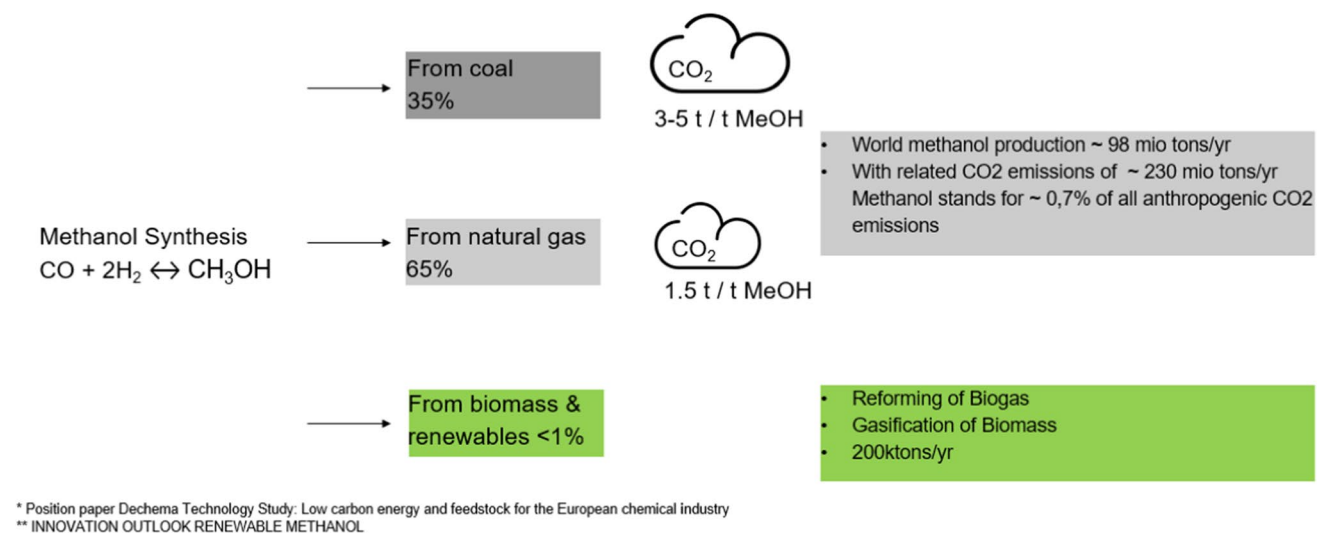 From coal
35%
CO₂
3-5 t / t MeOH
• World methanol production ~ 98 mio tons/yr
• With related CO2 emissions of ~ 230 mio tons/yr
Methanol stands for ~ 0,7% of all anthropogenic CO2
emissions
Methanol Synthesis
CO + 2H₂ ↔ CH₃OH
From natural gas
65%
CO₂
1.5 t / t MeOH
From biomass &
renewables <1%
• Reforming of Biogas
• Gasification of Biomass
• 200ktons/yr
* Position paper Dechema Technology Study: Low carbon energy and feedstock for the European chemical industry
** INNOVATION OUTLOOK RENEWABLE METHANOL